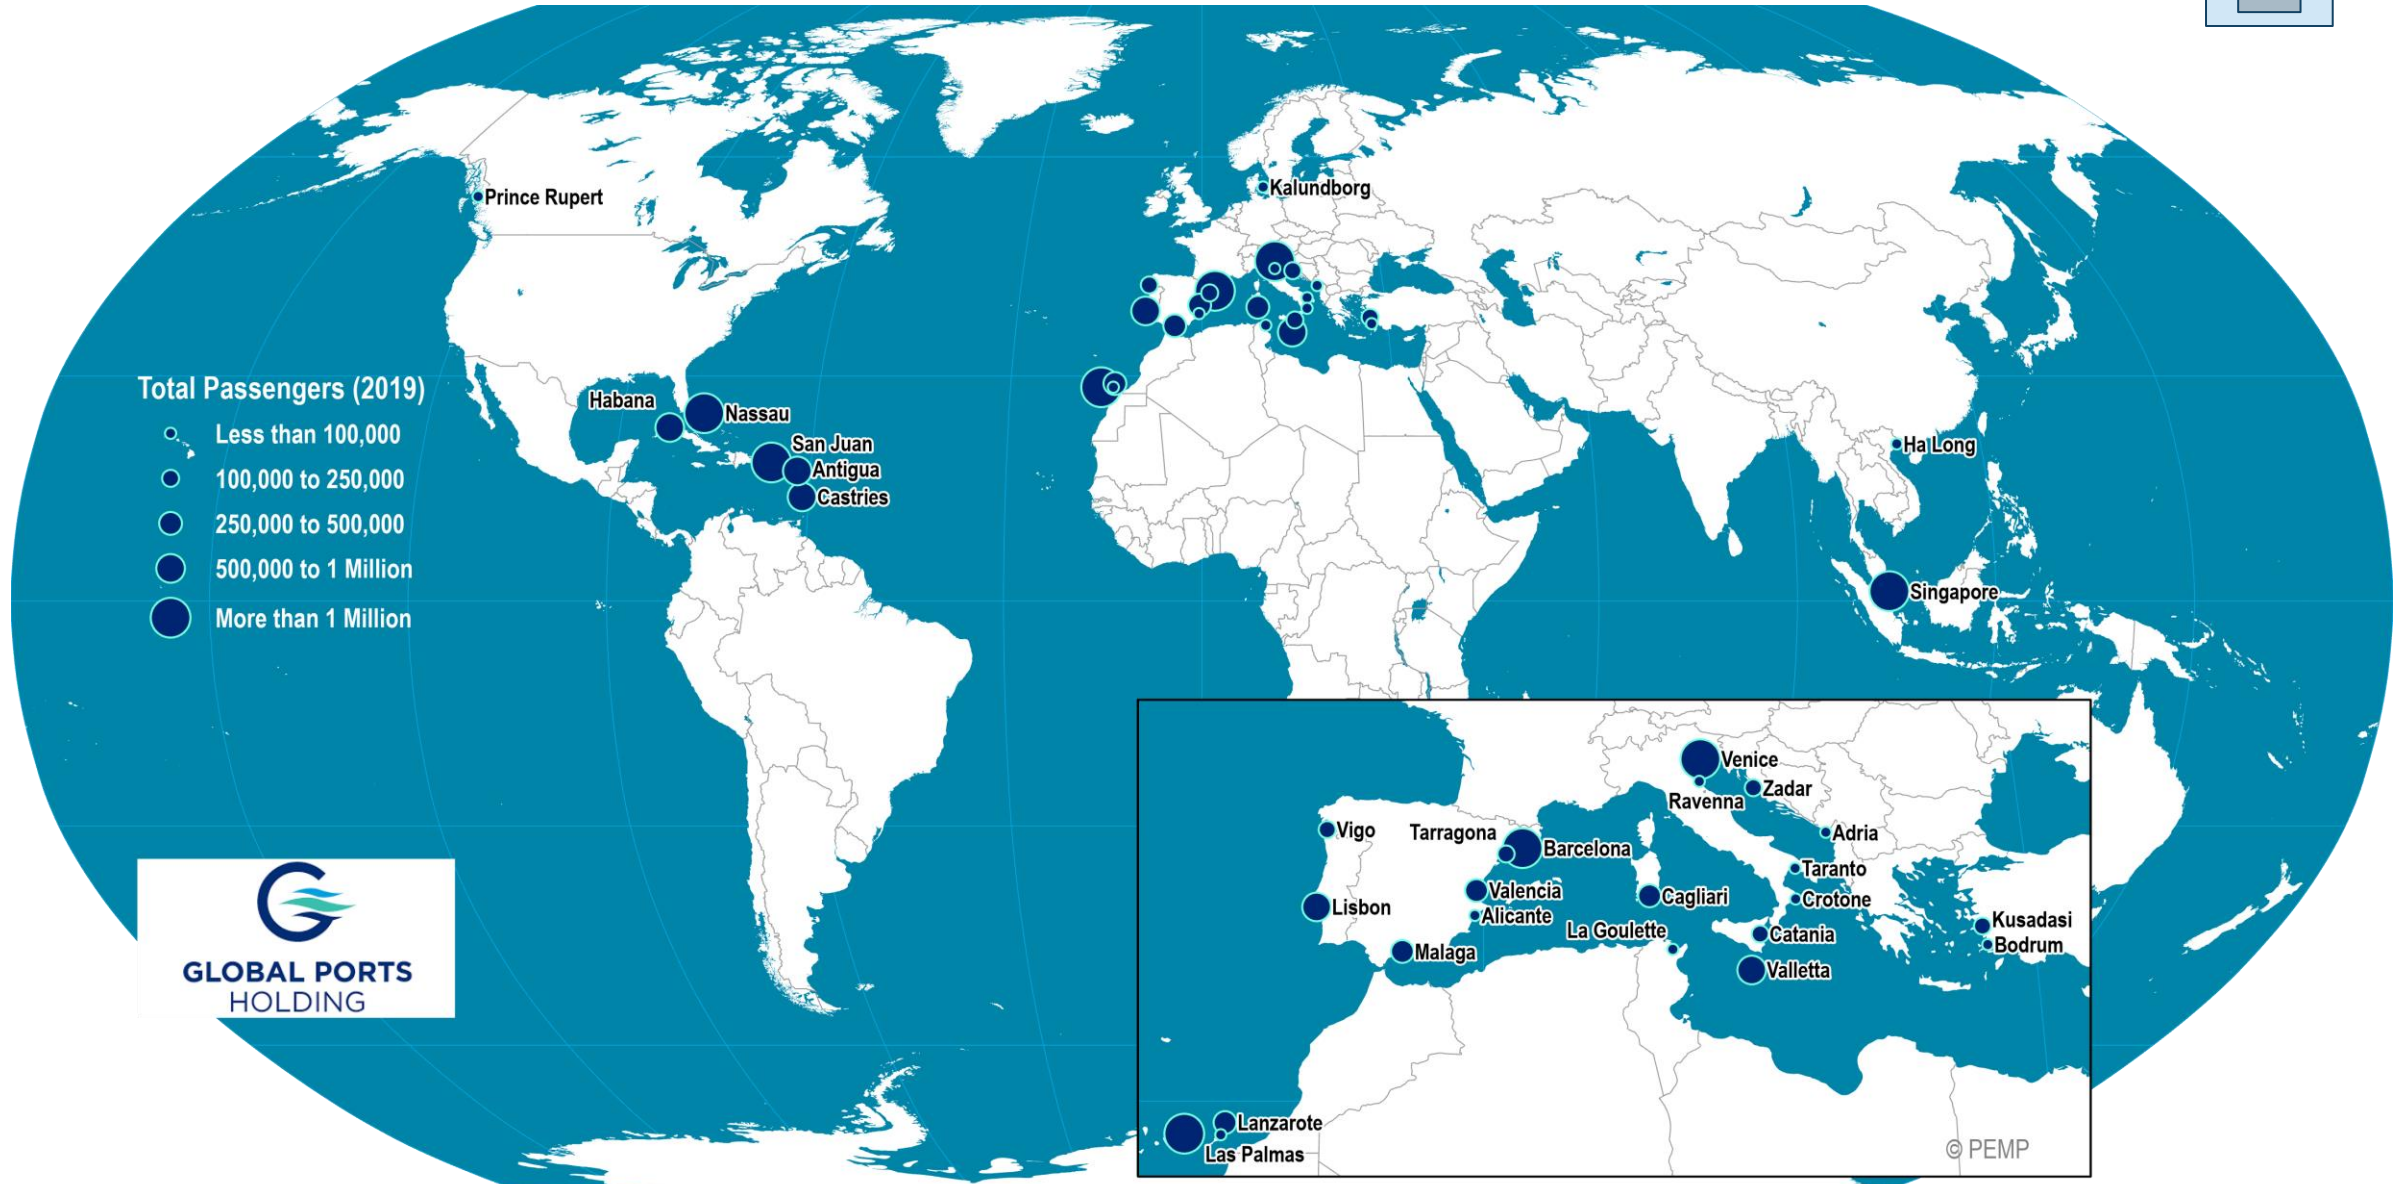 Prince Rupert
Kalundborg
Total Passengers (2019)
Less than 100,000
100,000 to 250,000
250,000 to 500,000
500,000 to 1 Million
More than 1 Million
Habana
Nassau
San Juan
Antigua
Castries
Ha Long
Singapore
GLOBAL PORTS
HOLDING
Venice
Ravenna
Zadar
Vigo
Tarragona
Barcelona
Adria
Taranto
Valencia
Cagliari
Crotone
Lisbon
Alicante
Kusadasi
La Goulette
Catania
Bodrum
Malaga
Valletta
Lanzarote
Las Palmas
© PEMP